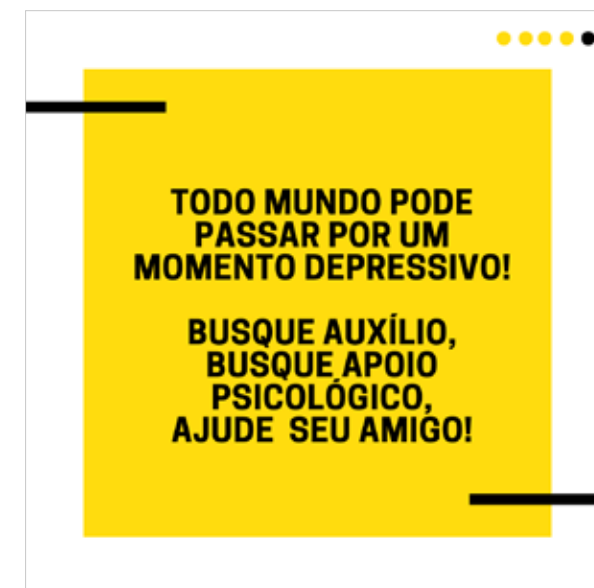 TODO MUNDO PODE
PASSAR POR UM
MOMENTO DEPRESSIVO!
BUSQUE AUXÍLIO,
BUSQUE APOIO
PSICOLÓGICO,
AJUDE SEU AMIGO!